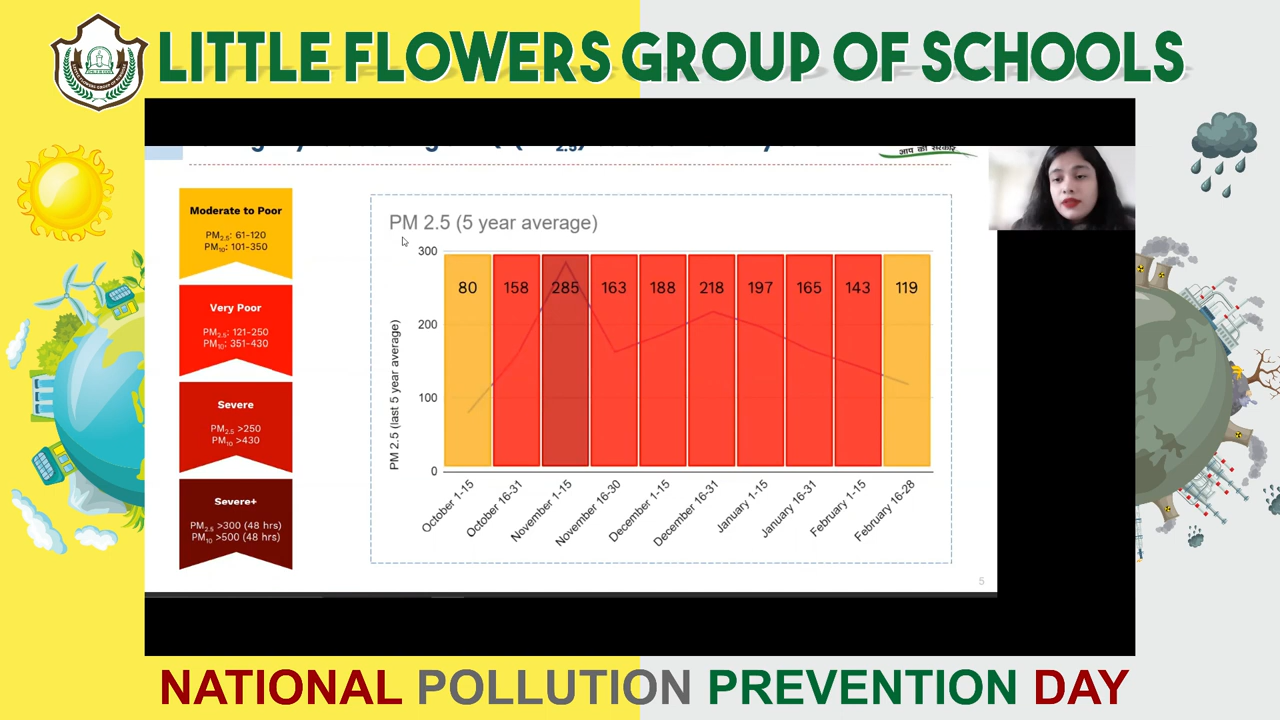 LITTLE FLOWERS GROUP OF SCHOOLS
आप की सरकार
Moderate to Poor
PM2.5: 61-120
PM10: 101-350
Very Poor
PM2.5: 121-250
PM10: 351-430
Severe
PM2.5 >250
PM10 >430
Severe+
PM2.5 >300 (48 hrs)
PM10 >500 (48 hrs)
PM 2.5 (5 year average)
PM 2.5 (last 5 year average)
300
200
100
0
80 158 285 163 188 218 197 165 143 119
October 1-15
October 16-31
November 1-15
November 16-30
December 1-15
December 16-31
January 1-15
January 16-31
February 1-15
February 16-28
5
NATIONAL POLLUTION PREVENTION DAY